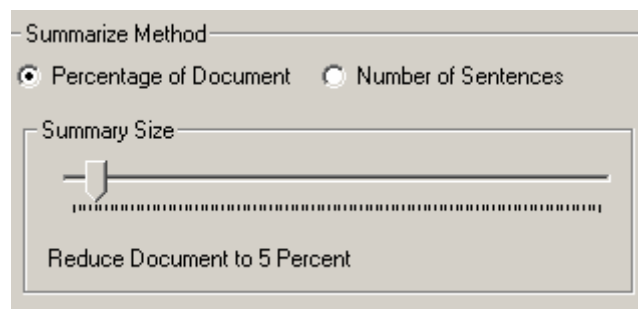 Summarize Method
Percentage of Document Number of Sentences
Summary Size
Reduce Document to 5 Percent